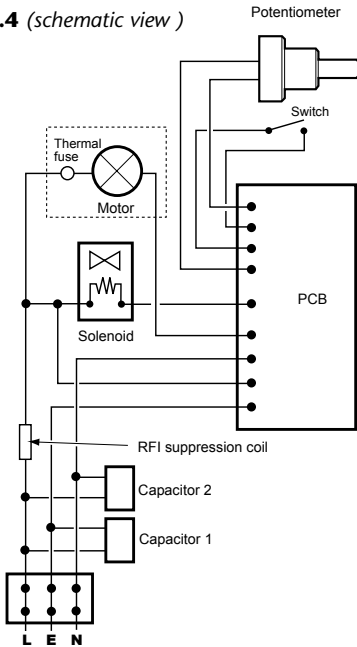 .4 (schematic view )
Potentiometer
Switch
Thermal
fuse
Motor
Solenoid
PCB
RFI suppression coil
Capacitor 2
Capacitor 1
L E N